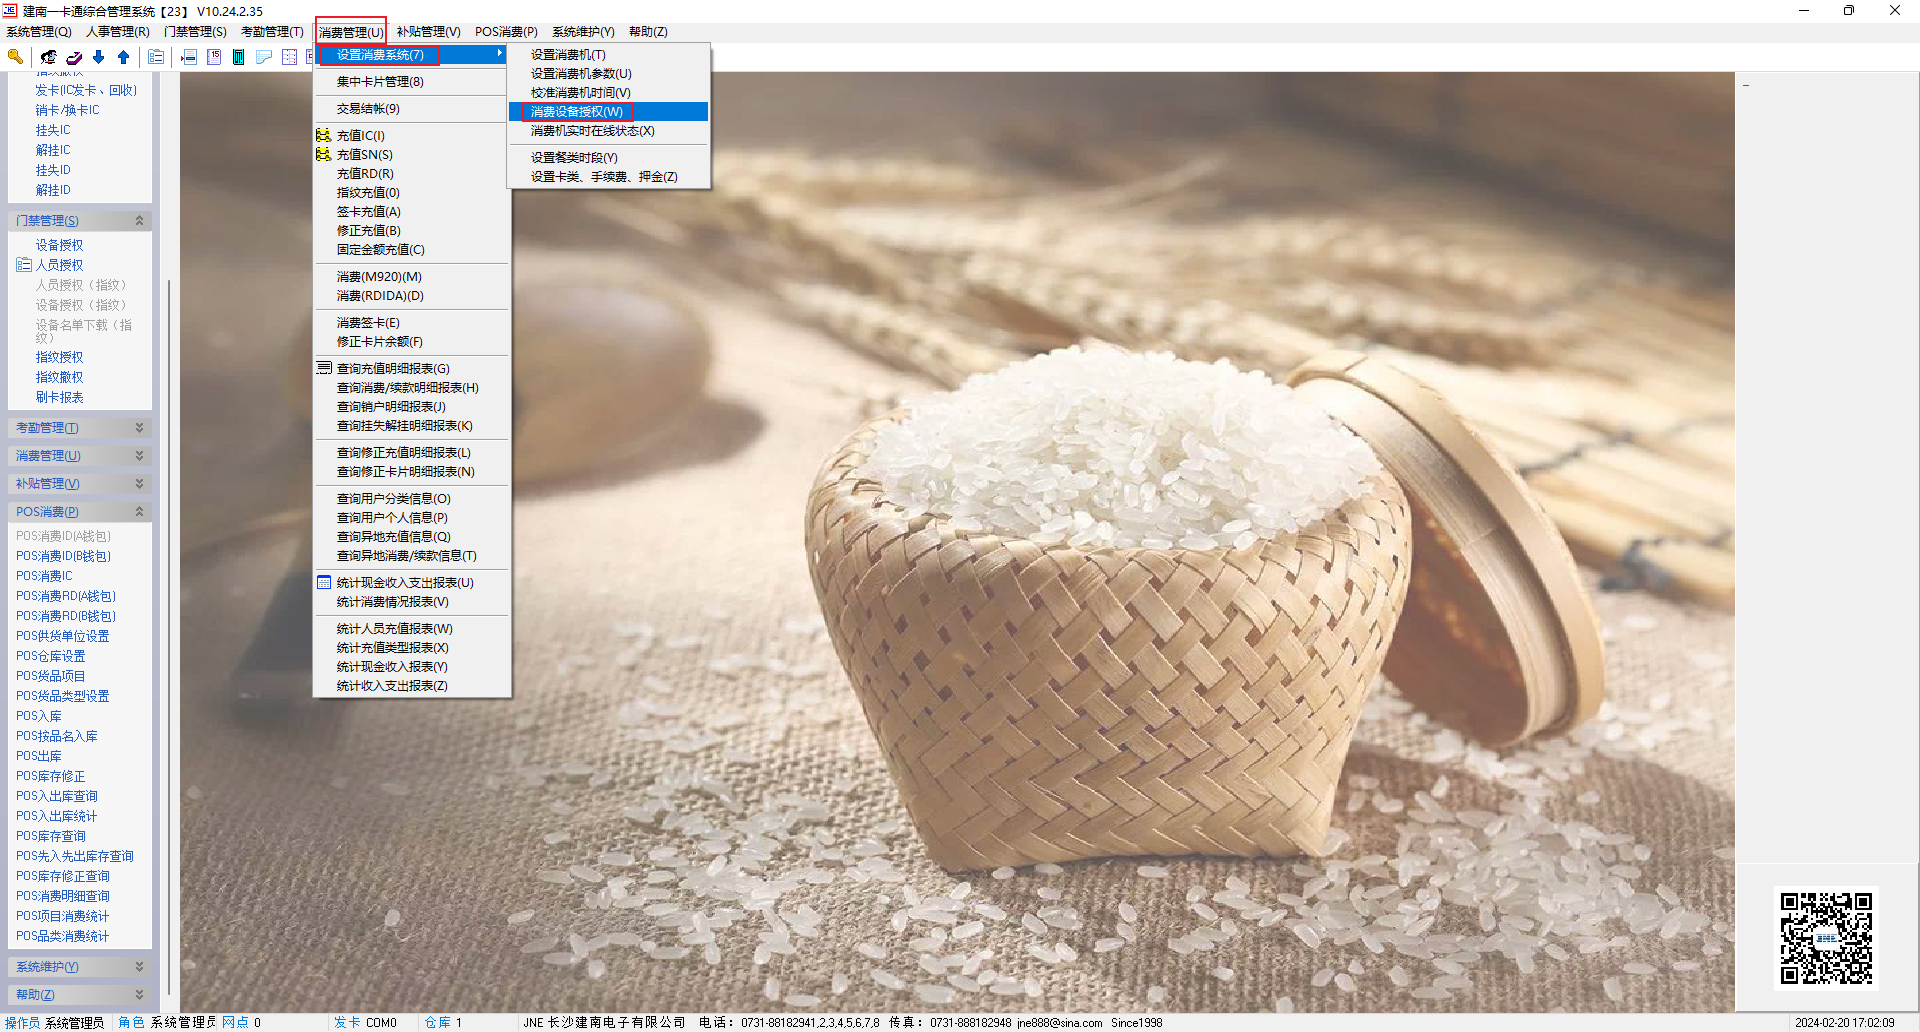 建南一卡通综合管理系统【23】 V10.24.2.35
系统管理(Q) 人事管理(R) 门禁管理(S) 考勤管理(T) 消费管理(U) 补贴管理(V) POS消费(P) 系统维护(Y) 帮助(Z)
指纹撤权
发卡(IC发卡、回收)
销卡/换卡IC
挂失IC
解挂IC
挂失ID
解挂ID
门禁管理(S)
设备授权
人员授权
人员授权（指纹）
设备授权（指纹）
设备名单下载（指
纹）
指纹授权
指纹撤权
刷卡报表
考勤管理(T)
消费管理(U)
补贴管理(V)
POS消费(P)
POS消费ID(A钱包)
POS消费ID(B钱包)
POS消费IC
POS消费RD(A钱包)
POS消费RD(B钱包)
POS供货单位设置
POS仓库设置
POS货品项目
POS货品类型设置
POS入库
POS按品名入库
POS出库
POS库存修正
POS入出库查询
POS入出库统计
POS库存查询
POS先入先出库存查询
POS库存修正查询
POS消费明细查询
POS项目消费统计
POS品类消费统计
系统维护(Y)
帮助(Z)
设置消费系统(7)
集中卡片管理(8)
交易结帐(9)
充值IC(I)
充值SN(S)
充值RD(R)
指纹充值(0)
签卡充值(A)
修正充值(B)
固定金额充值(C)
消费(M920)(M)
消费(RDIDA)(D)
消费签卡(E)
修正卡片余额(F)
查询充值明细报表(G)
查询消费/续款明细报表(H)
查询销户明细报表(J)
查询挂失解挂明细报表(K)
查询修正充值明细报表(L)
查询修正卡片明细报表(N)
查询用户分类信息(O)
查询用户个人信息(P)
查询异地充值信息(Q)
查询异地消费/续款信息(T)
统计现金收入支出报表(U)
统计消费情况报表(V)
统计人员充值报表(W)
统计充值类型报表(X)
统计现金收入报表(Y)
统计收入支出报表(Z)
设置消费机(T)
设置消费机参数(U)
校准消费机时间(V)
消费设备授权(W)
消费机实时在线状态(X)
设置餐类时段(Y)
设置卡类、手续费、押金(Z)
操作员 系统管理员 角色 系统管理员 网点 0 发卡 COM0 仓库 1 JNE 长沙建南电子有限公司 电话：0731-88182941,2,3,4,5,6,7,8 传真：0731-888182948 jne888@sina.com Since1998 2024-02-20 17:02:09